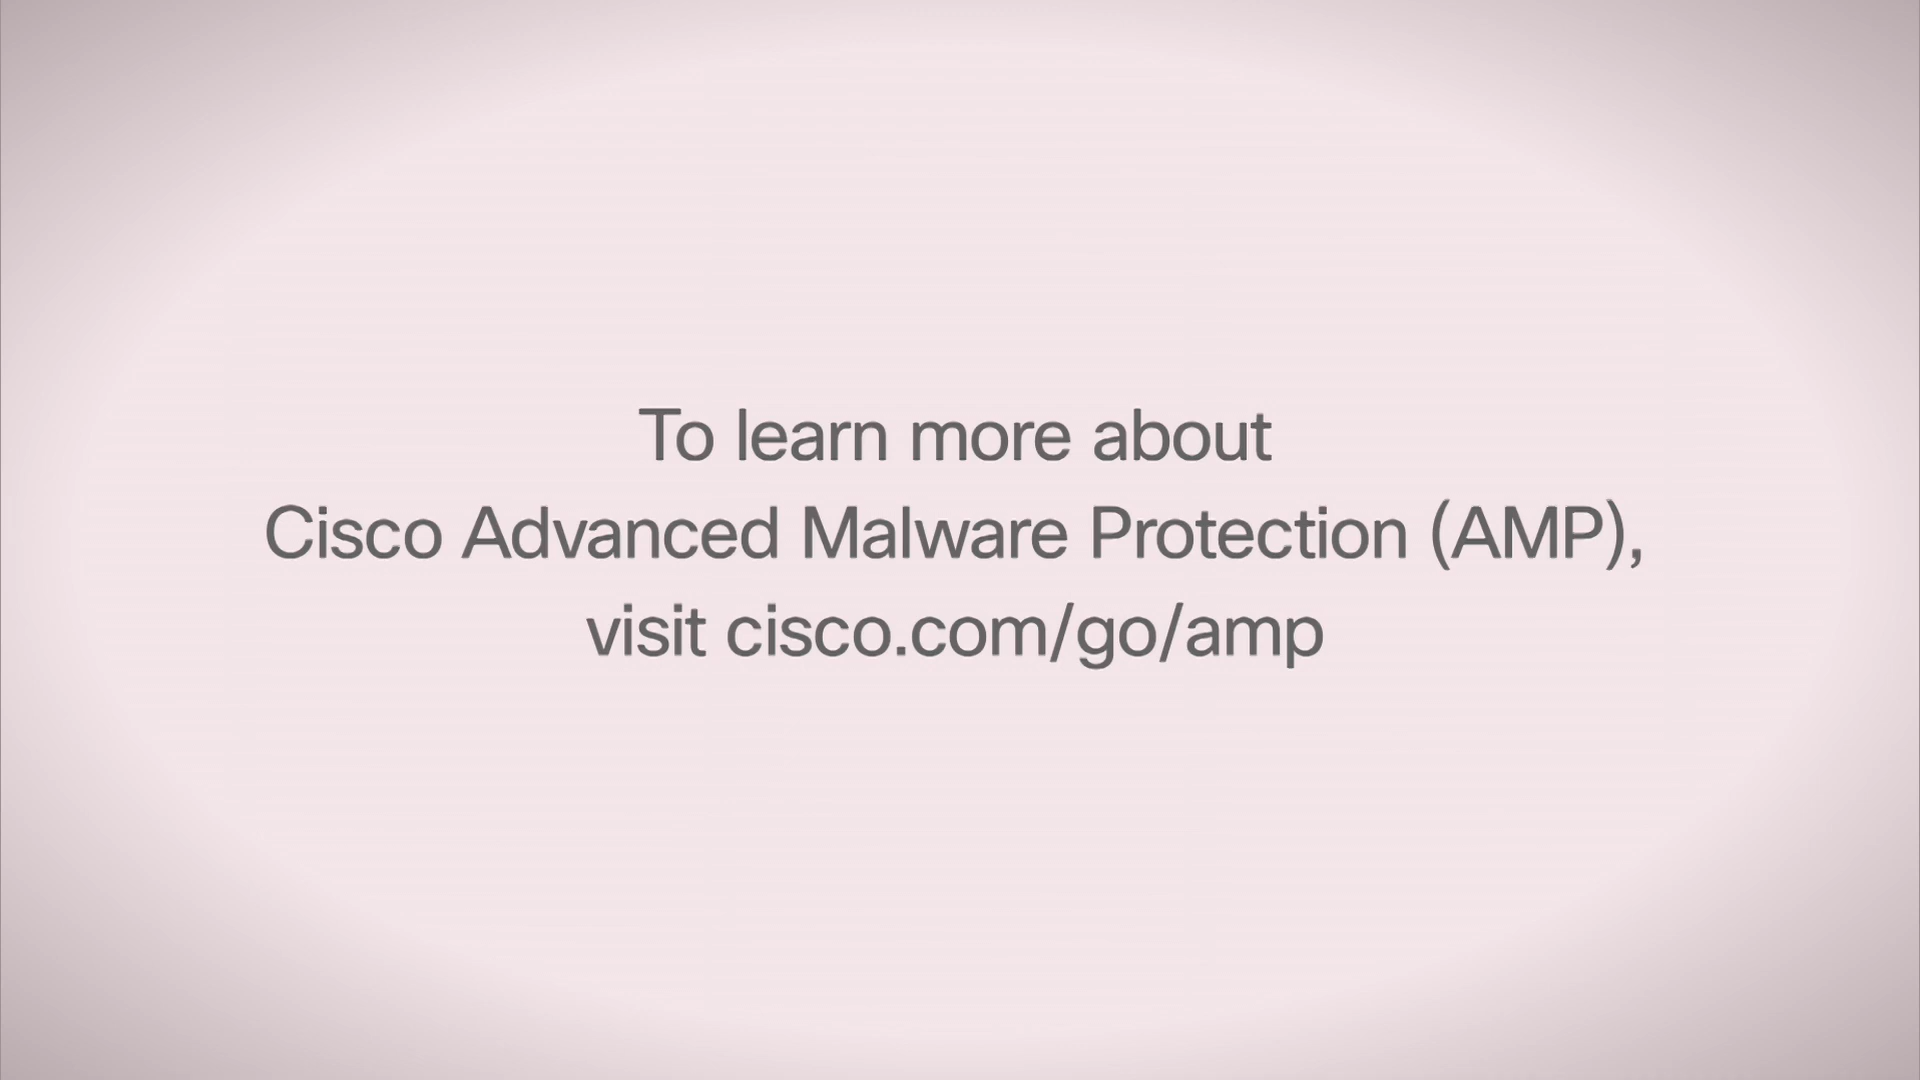 To learn more about
Cisco Advanced Malware Protection (AMP),
visit cisco.com/go/amp